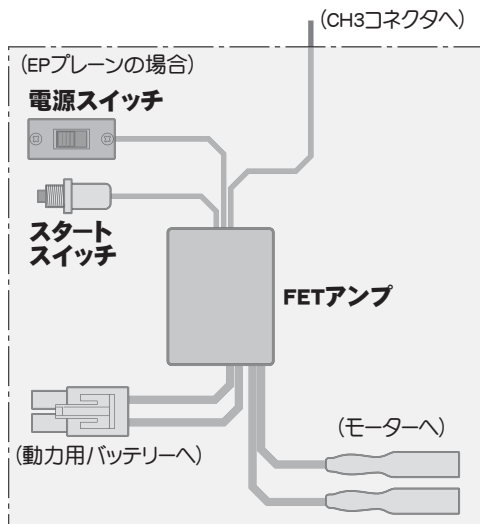 (CH3コネクタへ)
(EPプレーンの場合)
電源スイッチ
スタート
スイッチ
FETアンプ
(モーターへ)
(動力用バッテリーへ)